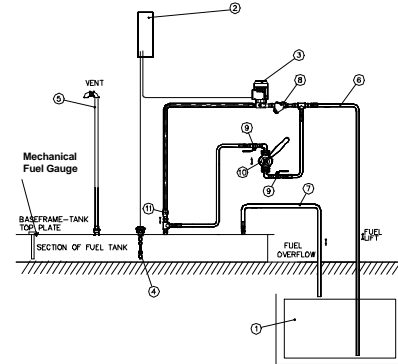 2
3
VENT
8
5
6
9
Mechanical
Fuel Gauge
10
9
11
7
BASEFRAME-TANK
TOP PLATE
FUEL
LIFT
SECTION OF FUEL TANK
FUEL
OVERFLOW
4
1